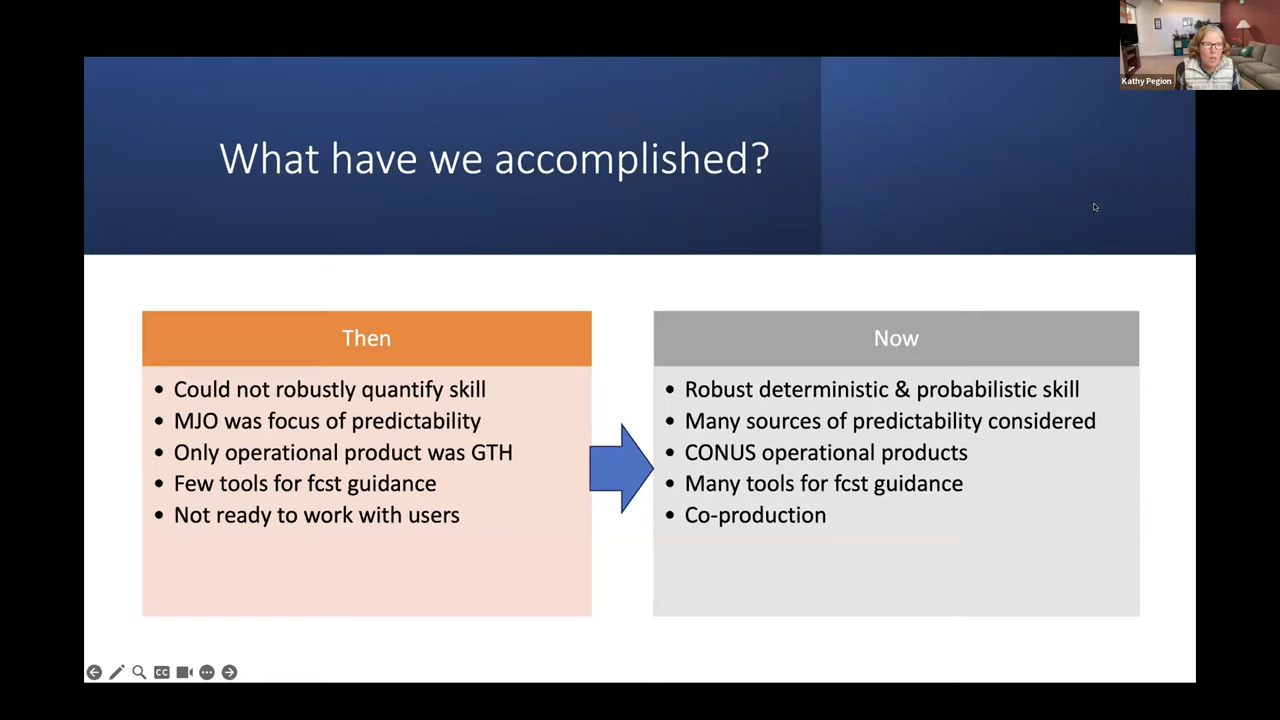 Kathy Pegion
What have we accomplished?
Then
• Could not robustly quantify skill
• MJO was focus of predictability
• Only operational product was GTH
• Few tools for fcst guidance
• Not ready to work with users
Now
• Robust deterministic & probabilistic skill
• Many sources of predictability considered
• CONUS operational products
• Many tools for fcst guidance
• Co-production
CC